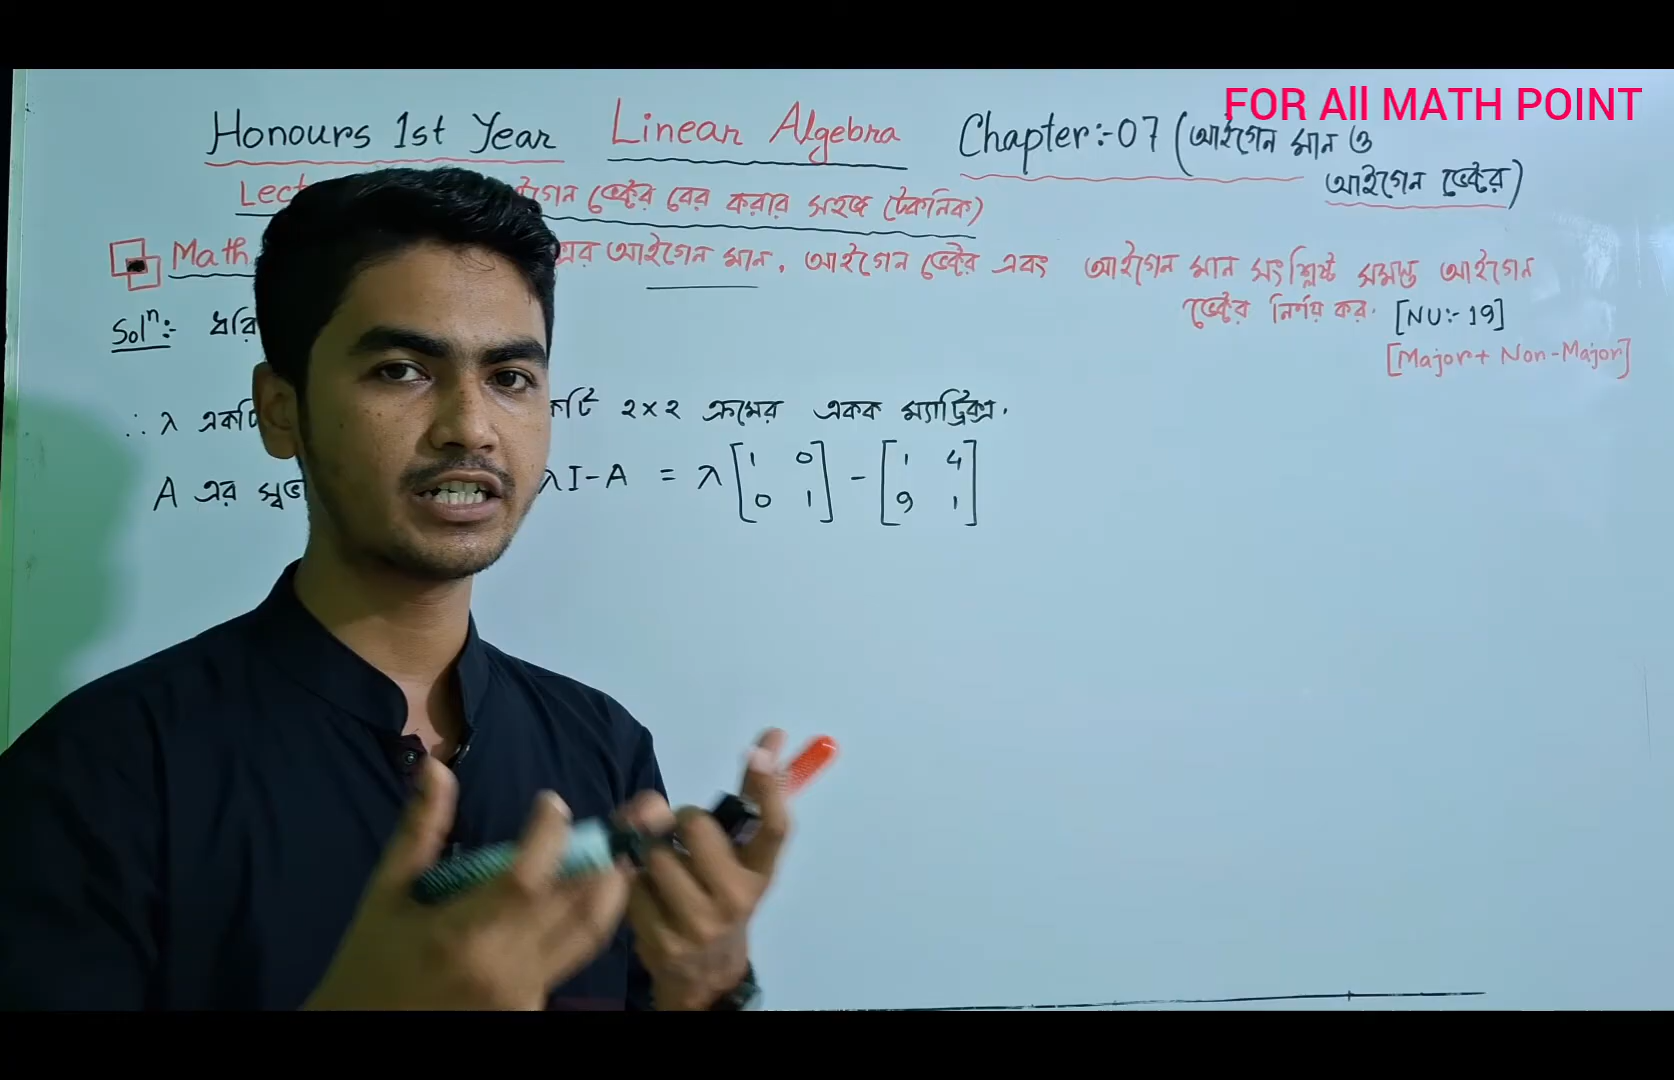 FOR All MATH POINT
Honours 1st Year Linear Algebra Chapter:-07 (আইগেন মান ও
আইগেন ভেক্টর)
ভেক্টর বের করার সহজ টেকনিক)
Math এর আইগেন মান, আইগেন ভেক্টর এবং আইগেন মান সংশ্লিষ্ট সমস্ত আইগেন
ভেক্টর নির্ণয় কর. [NU:- 19]
[Major + Non-Major]
Solⁿ:- ধরি
∴ λ একটি ২×২ ক্রমের একক ম্যাট্রিক্স.
A এর λI-A = λ [1 0 0 1] - [1 4 9 1]